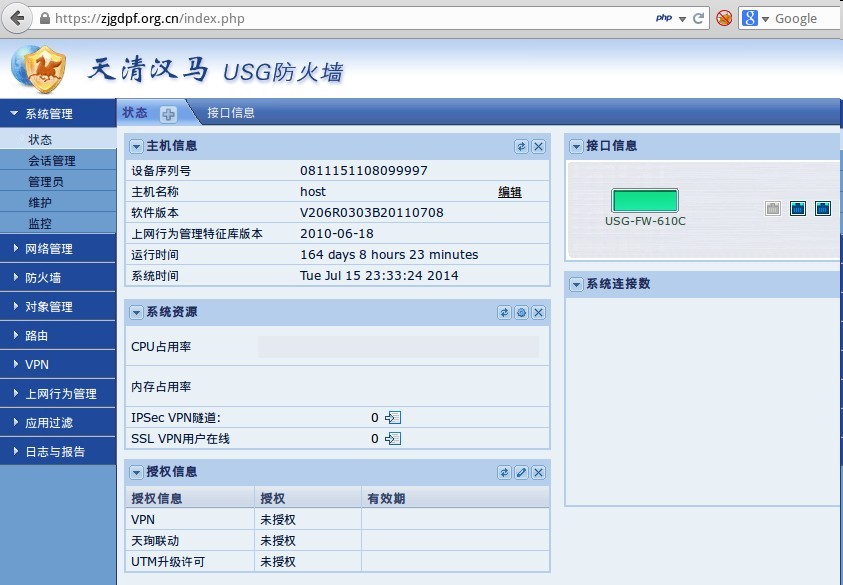 https://zjgdpf.org.cn/index.php
php
Google
天清汉马 USG防火墙
系统管理
状态
会话管理
管理员
维护
监控
网络管理
防火墙
对象管理
路由
VPN
上网行为管理
应用过滤
日志与报告
状态 接口信息
主机信息
设备序列号 0811151108099997
主机名称 host 编辑
软件版本 V206R0303B20110708
上网行为管理特征库版本 2010-06-18
运行时间 164 days 8 hours 23 minutes
系统时间 Tue Jul 15 23:33:24 2014
系统资源
CPU占用率
内存占用率
IPSec VPN隧道: 0
SSL VPN用户在线 0
授权信息
授权信息 授权 有效期
VPN 未授权
天珣联动 未授权
UTM升级许可 未授权
接口信息
USG-FW-610C
系统连接数